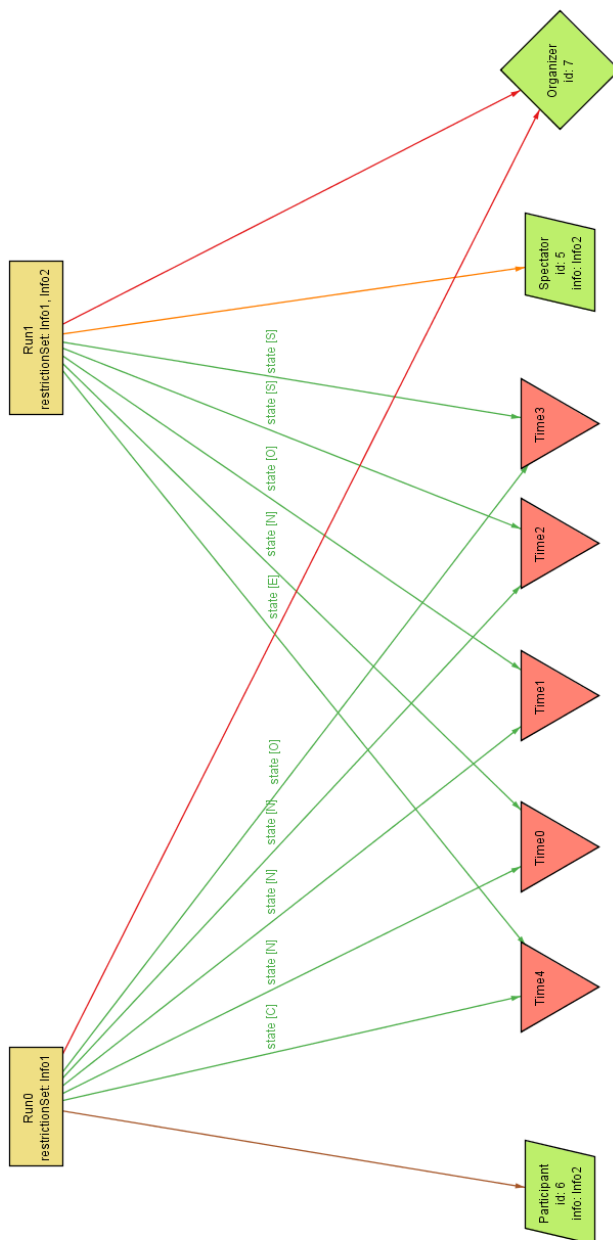 Run0
restrictionSet: Info1
Run1
restrictionSet: Info1, Info2
state [C]
state [N]
state [N]
state [N]
state [O]
state [E]
state [N]
state [O]
state [S]
state [S]
Participant
id: 6
info: Info2
Time4
Time0
Time1
Time2
Time3
Spectator
id: 5
info: Info2
Organizer
id: 7